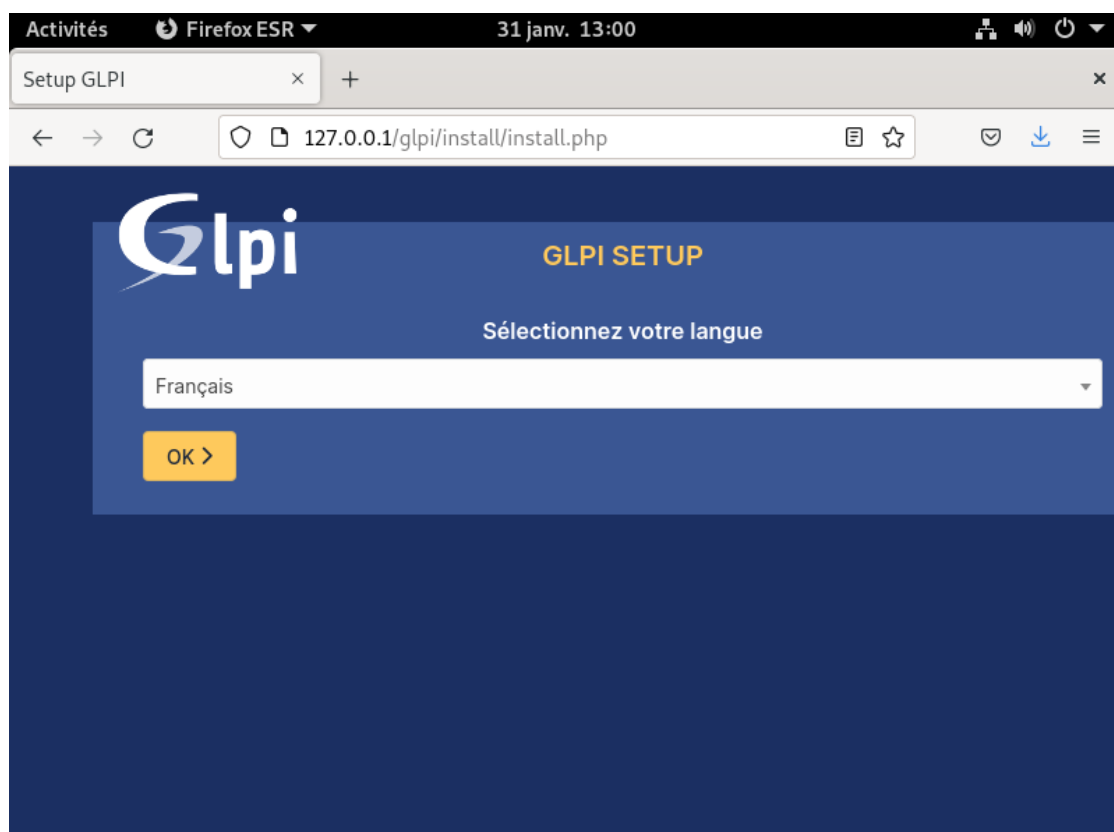 Activités Firefox ESR 31 janv. 13:00
Setup GLPI
127.0.0.1/glpi/install/install.php
Glpi
GLPI SETUP
Sélectionnez votre langue
Français
OK